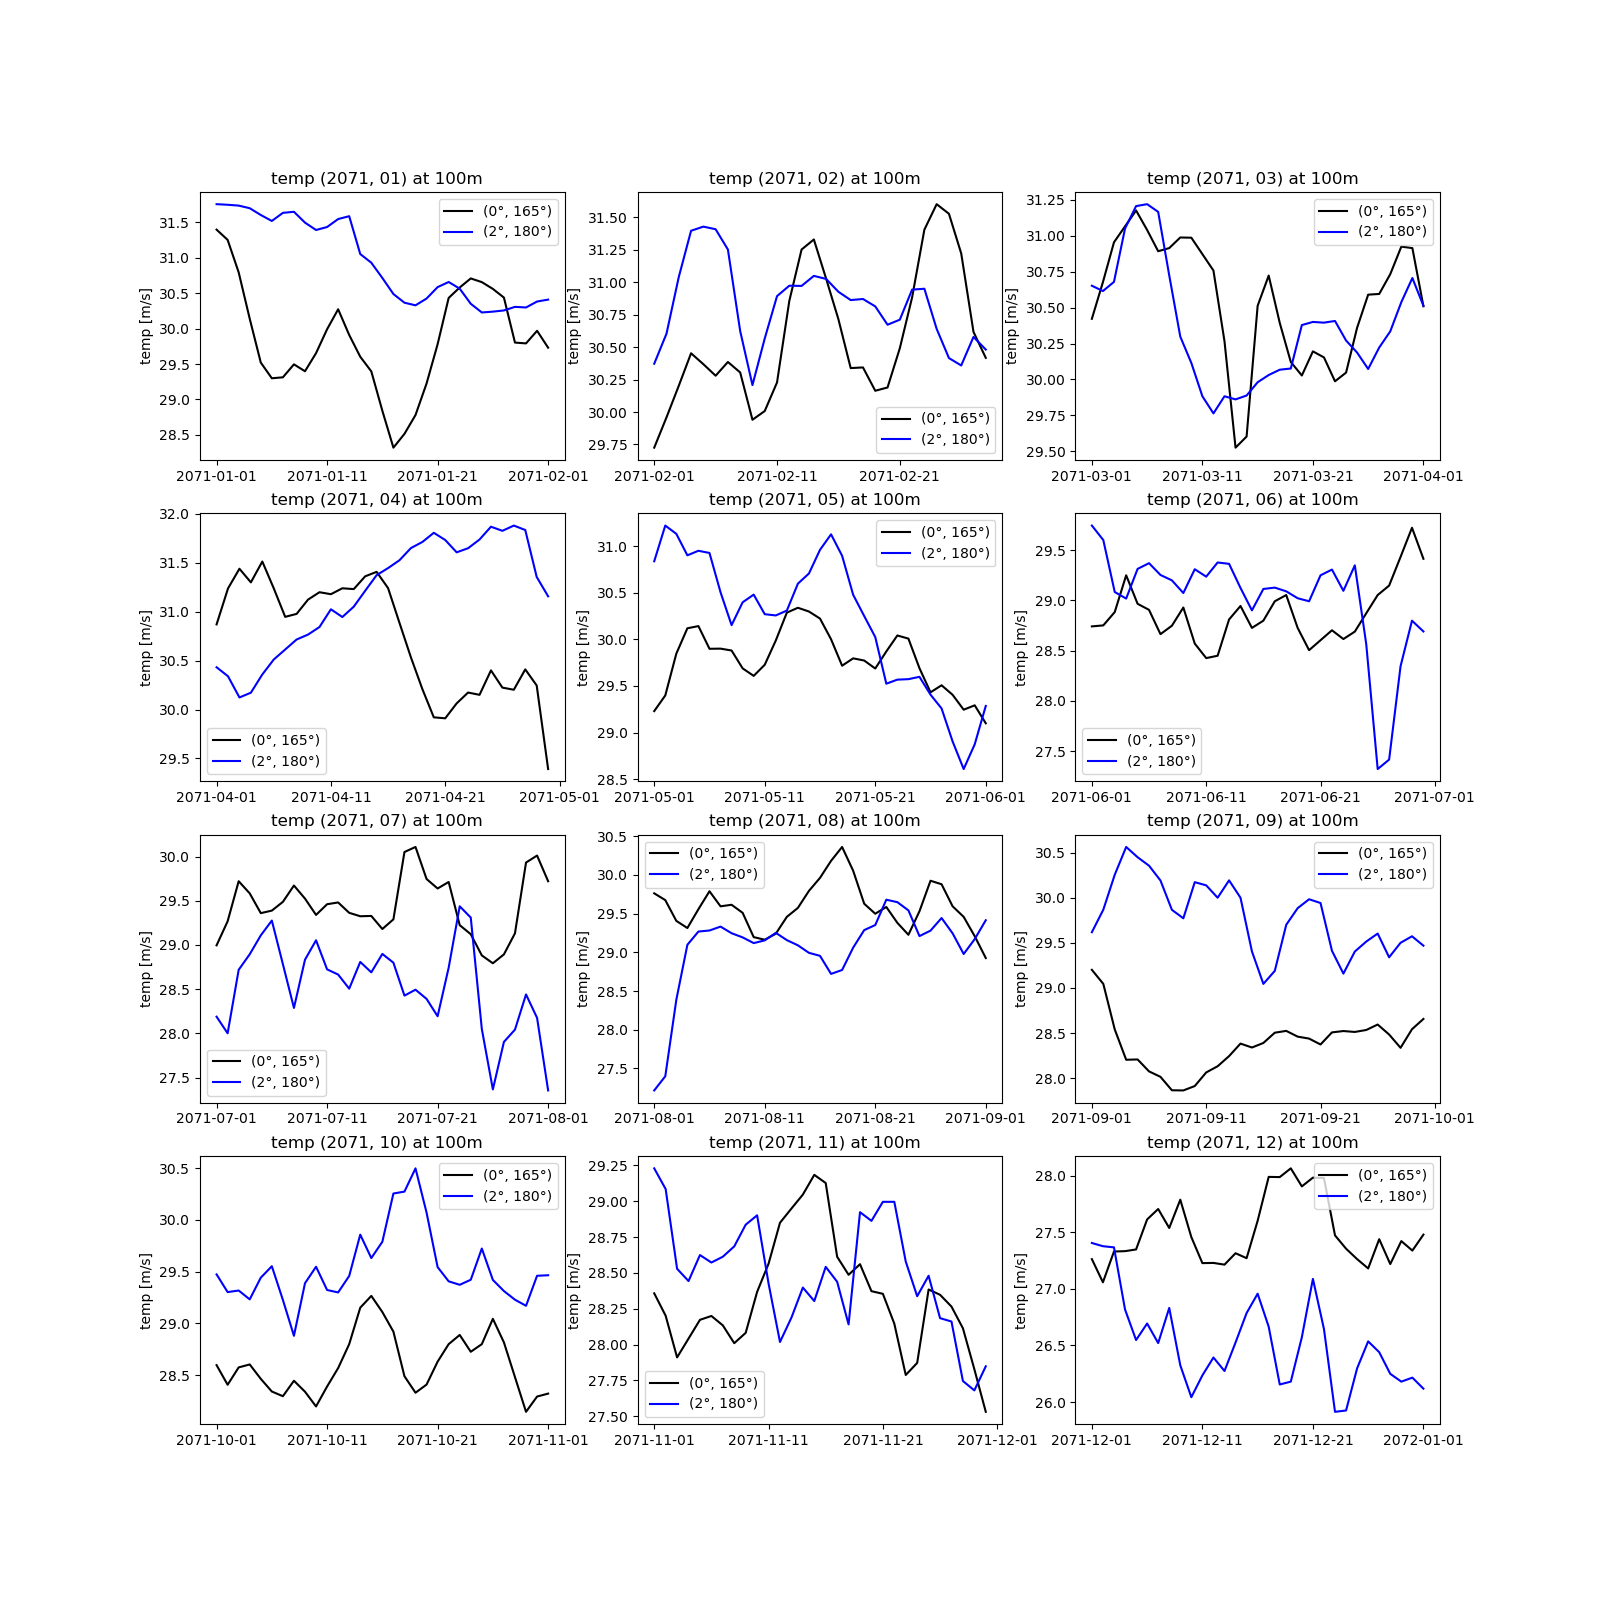 temp (2071, 01) at 100m
temp [m/s]
31.5
31.0
30.5
30.0
29.5
29.0
28.5
(0°, 165°)
(2°, 180°)
2071-01-01 2071-01-11 2071-01-21 2071-02-01
temp (2071, 02) at 100m
temp [m/s]
31.50
31.25
31.00
30.75
30.50
30.25
30.00
29.75
(0°, 165°)
(2°, 180°)
2071-02-01 2071-02-11 2071-02-21
temp (2071, 03) at 100m
temp [m/s]
31.25
31.00
30.75
30.50
30.25
30.00
29.75
29.50
(0°, 165°)
(2°, 180°)
2071-03-01 2071-03-11 2071-03-21 2071-04-01
temp (2071, 04) at 100m
temp [m/s]
32.0
31.5
31.0
30.5
30.0
29.5
(0°, 165°)
(2°, 180°)
2071-04-01 2071-04-11 2071-04-21 2071-05-01
temp (2071, 05) at 100m
temp [m/s]
31.0
30.5
30.0
29.5
29.0
28.5
(0°, 165°)
(2°, 180°)
2071-05-01 2071-05-11 2071-05-21 2071-06-01
temp (2071, 06) at 100m
temp [m/s]
29.5
29.0
28.5
28.0
27.5
(0°, 165°)
(2°, 180°)
2071-06-01 2071-06-11 2071-06-21 2071-07-01
temp (2071, 07) at 100m
temp [m/s]
30.0
29.5
29.0
28.5
28.0
27.5
(0°, 165°)
(2°, 180°)
2071-07-01 2071-07-11 2071-07-21 2071-08-01
temp (2071, 08) at 100m
temp [m/s]
30.5
30.0
29.5
29.0
28.5
28.0
27.5
(0°, 165°)
(2°, 180°)
2071-08-01 2071-08-11 2071-08-21 2071-09-01
temp (2071, 09) at 100m
temp [m/s]
30.5
30.0
29.5
29.0
28.5
28.0
(0°, 165°)
(2°, 180°)
2071-09-01 2071-09-11 2071-09-21 2071-10-01
temp (2071, 10) at 100m
temp [m/s]
30.5
30.0
29.5
29.0
28.5
(0°, 165°)
(2°, 180°)
2071-10-01 2071-10-11 2071-10-21 2071-11-01
temp (2071, 11) at 100m
temp [m/s]
29.25
29.00
28.75
28.50
28.25
28.00
27.75
27.50
(0°, 165°)
(2°, 180°)
2071-11-01 2071-11-11 2071-11-21 2071-12-01
temp (2071, 12) at 100m
temp [m/s]
28.0
27.5
27.0
26.5
26.0
(0°, 165°)
(2°, 180°)
2071-12-01 2071-12-11 2071-12-21 2072-01-01